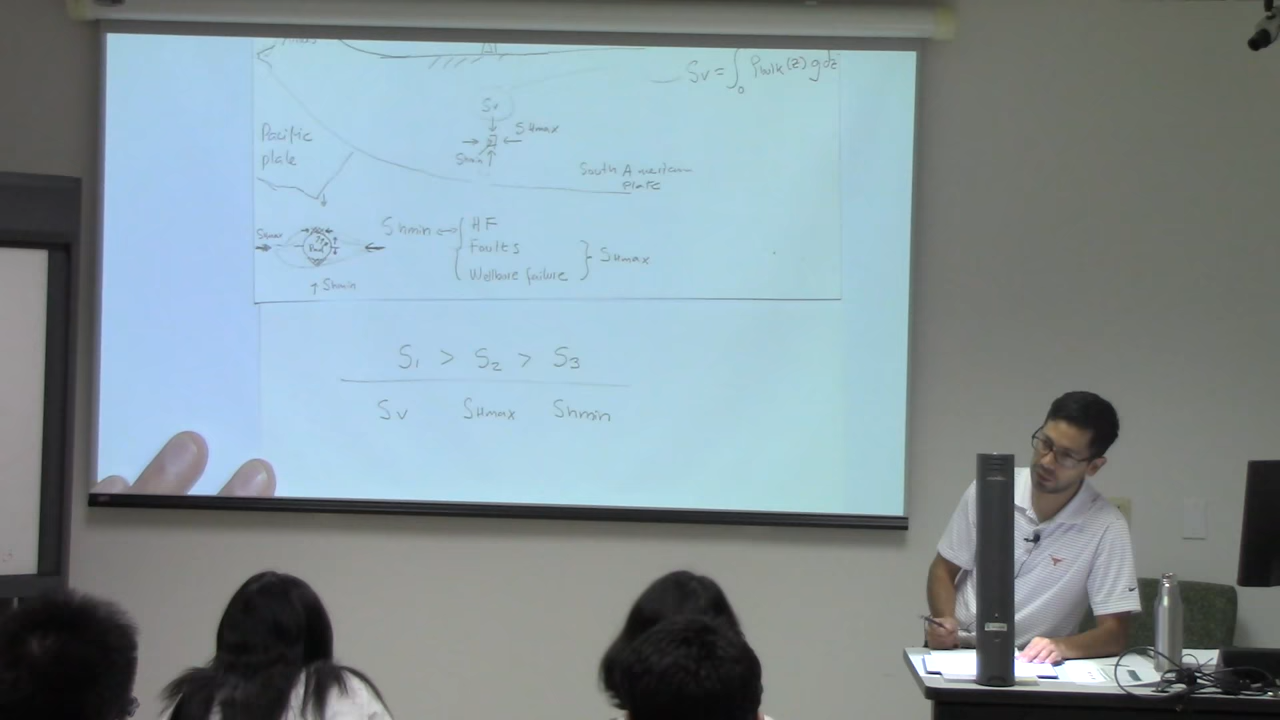 Sv = ∫₀ ρbulk(z) g dz
Sv
SHmax
Shmin
Pacific
plate
South American
Plate
SHmax
Shmin
Shmin ↔ { HF
Faults
Wellbore failure } SHmax
S1 > S2 > S3
Sv SHmax Shmin